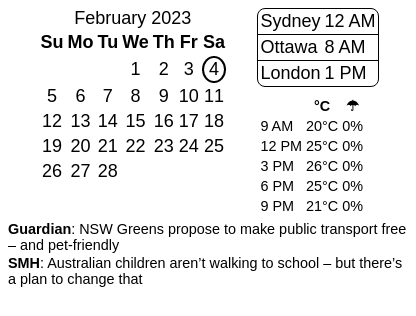 February 2023
Su Mo Tu We Th Fr Sa
1 2 3 4
5 6 7 8 9 10 11
12 13 14 15 16 17 18
19 20 21 22 23 24 25
26 27 28
Sydney 12 AM
Ottawa 8 AM
London 1 PM
°C ☂
9 AM 20°C 0%
12 PM 25°C 0%
3 PM 26°C 0%
6 PM 25°C 0%
9 PM 21°C 0%
Guardian: NSW Greens propose to make public transport free
– and pet-friendly
SMH: Australian children aren’t walking to school – but there’s
a plan to change that